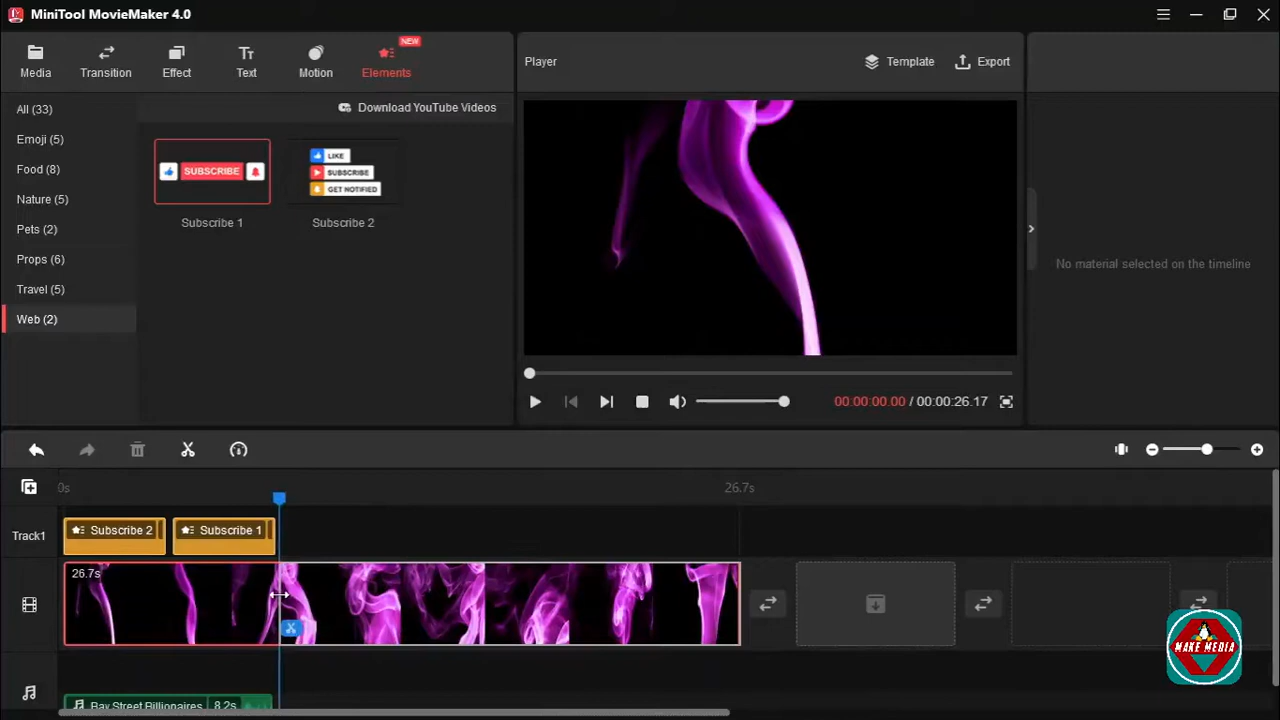 MiniTool MovieMaker 4.0
Media
Transition
Effect
Text
Motion
NEW
Elements
Player
Template
Export
All (33)
Emoji (5)
Food (8)
Nature (5)
Pets (2)
Props (6)
Travel (5)
Web (2)
Download YouTube Videos
SUBSCRIBE
LIKE
SUBSCRIBE
GET NOTIFIED
Subscribe 1
Subscribe 2
No material selected on the timeline
00:00:00.00 / 00:00:26.17
0s
26.7s
Track1
Subscribe 2
Subscribe 1
26.7s
MAKE MEDIA
Bay Street Billionaires
8.2s